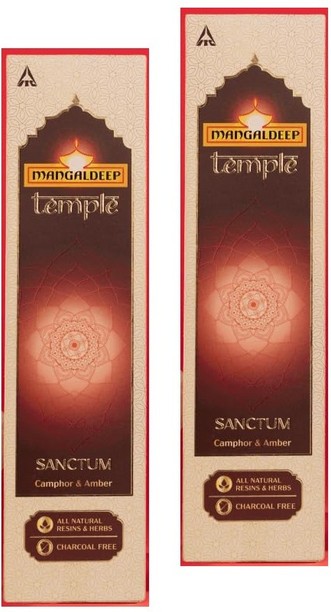 MANGALDEEP
temple
SANCTUM
Camphor & Amber
ALL NATURAL
RESINS & HERBS
CHARCOAL FREE
MANGALDEEP
temple
SANCTUM
Camphor & Amber
ALL NATURAL
RESINS & HERBS
CHARCOAL FREE